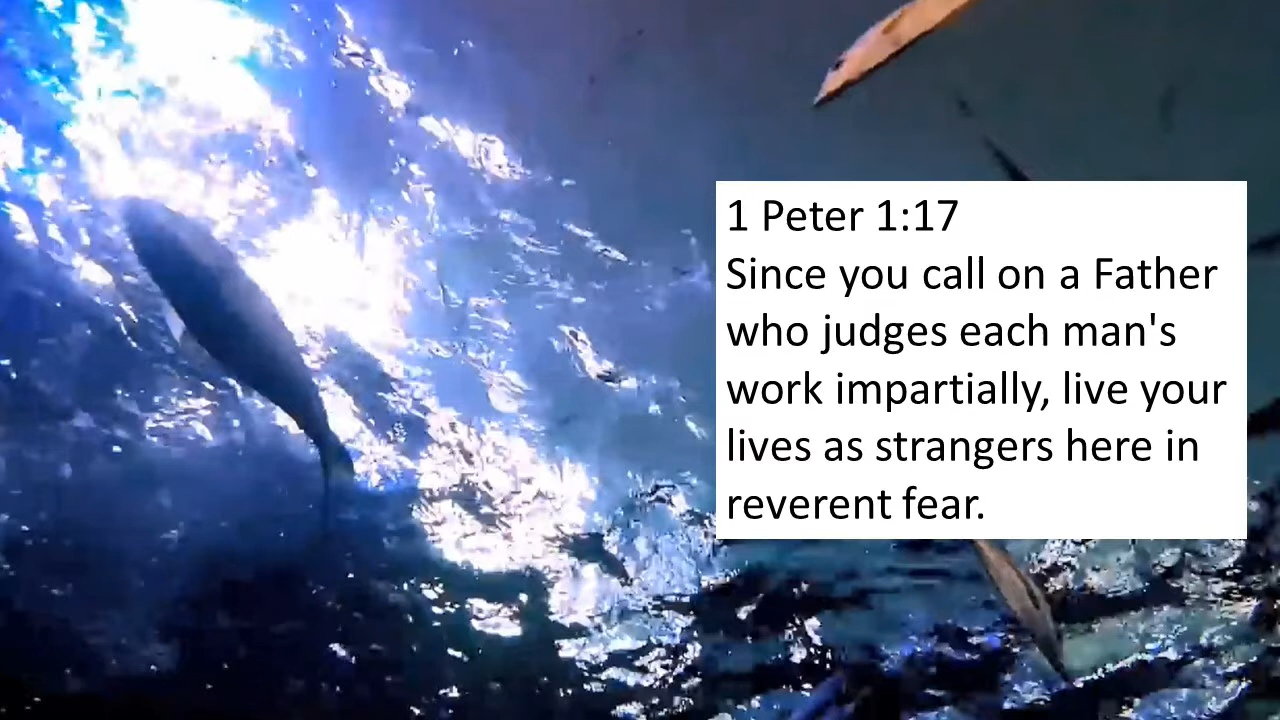 1 Peter 1:17
Since you call on a Father
who judges each man's
work impartially, live your
lives as strangers here in
reverent fear.